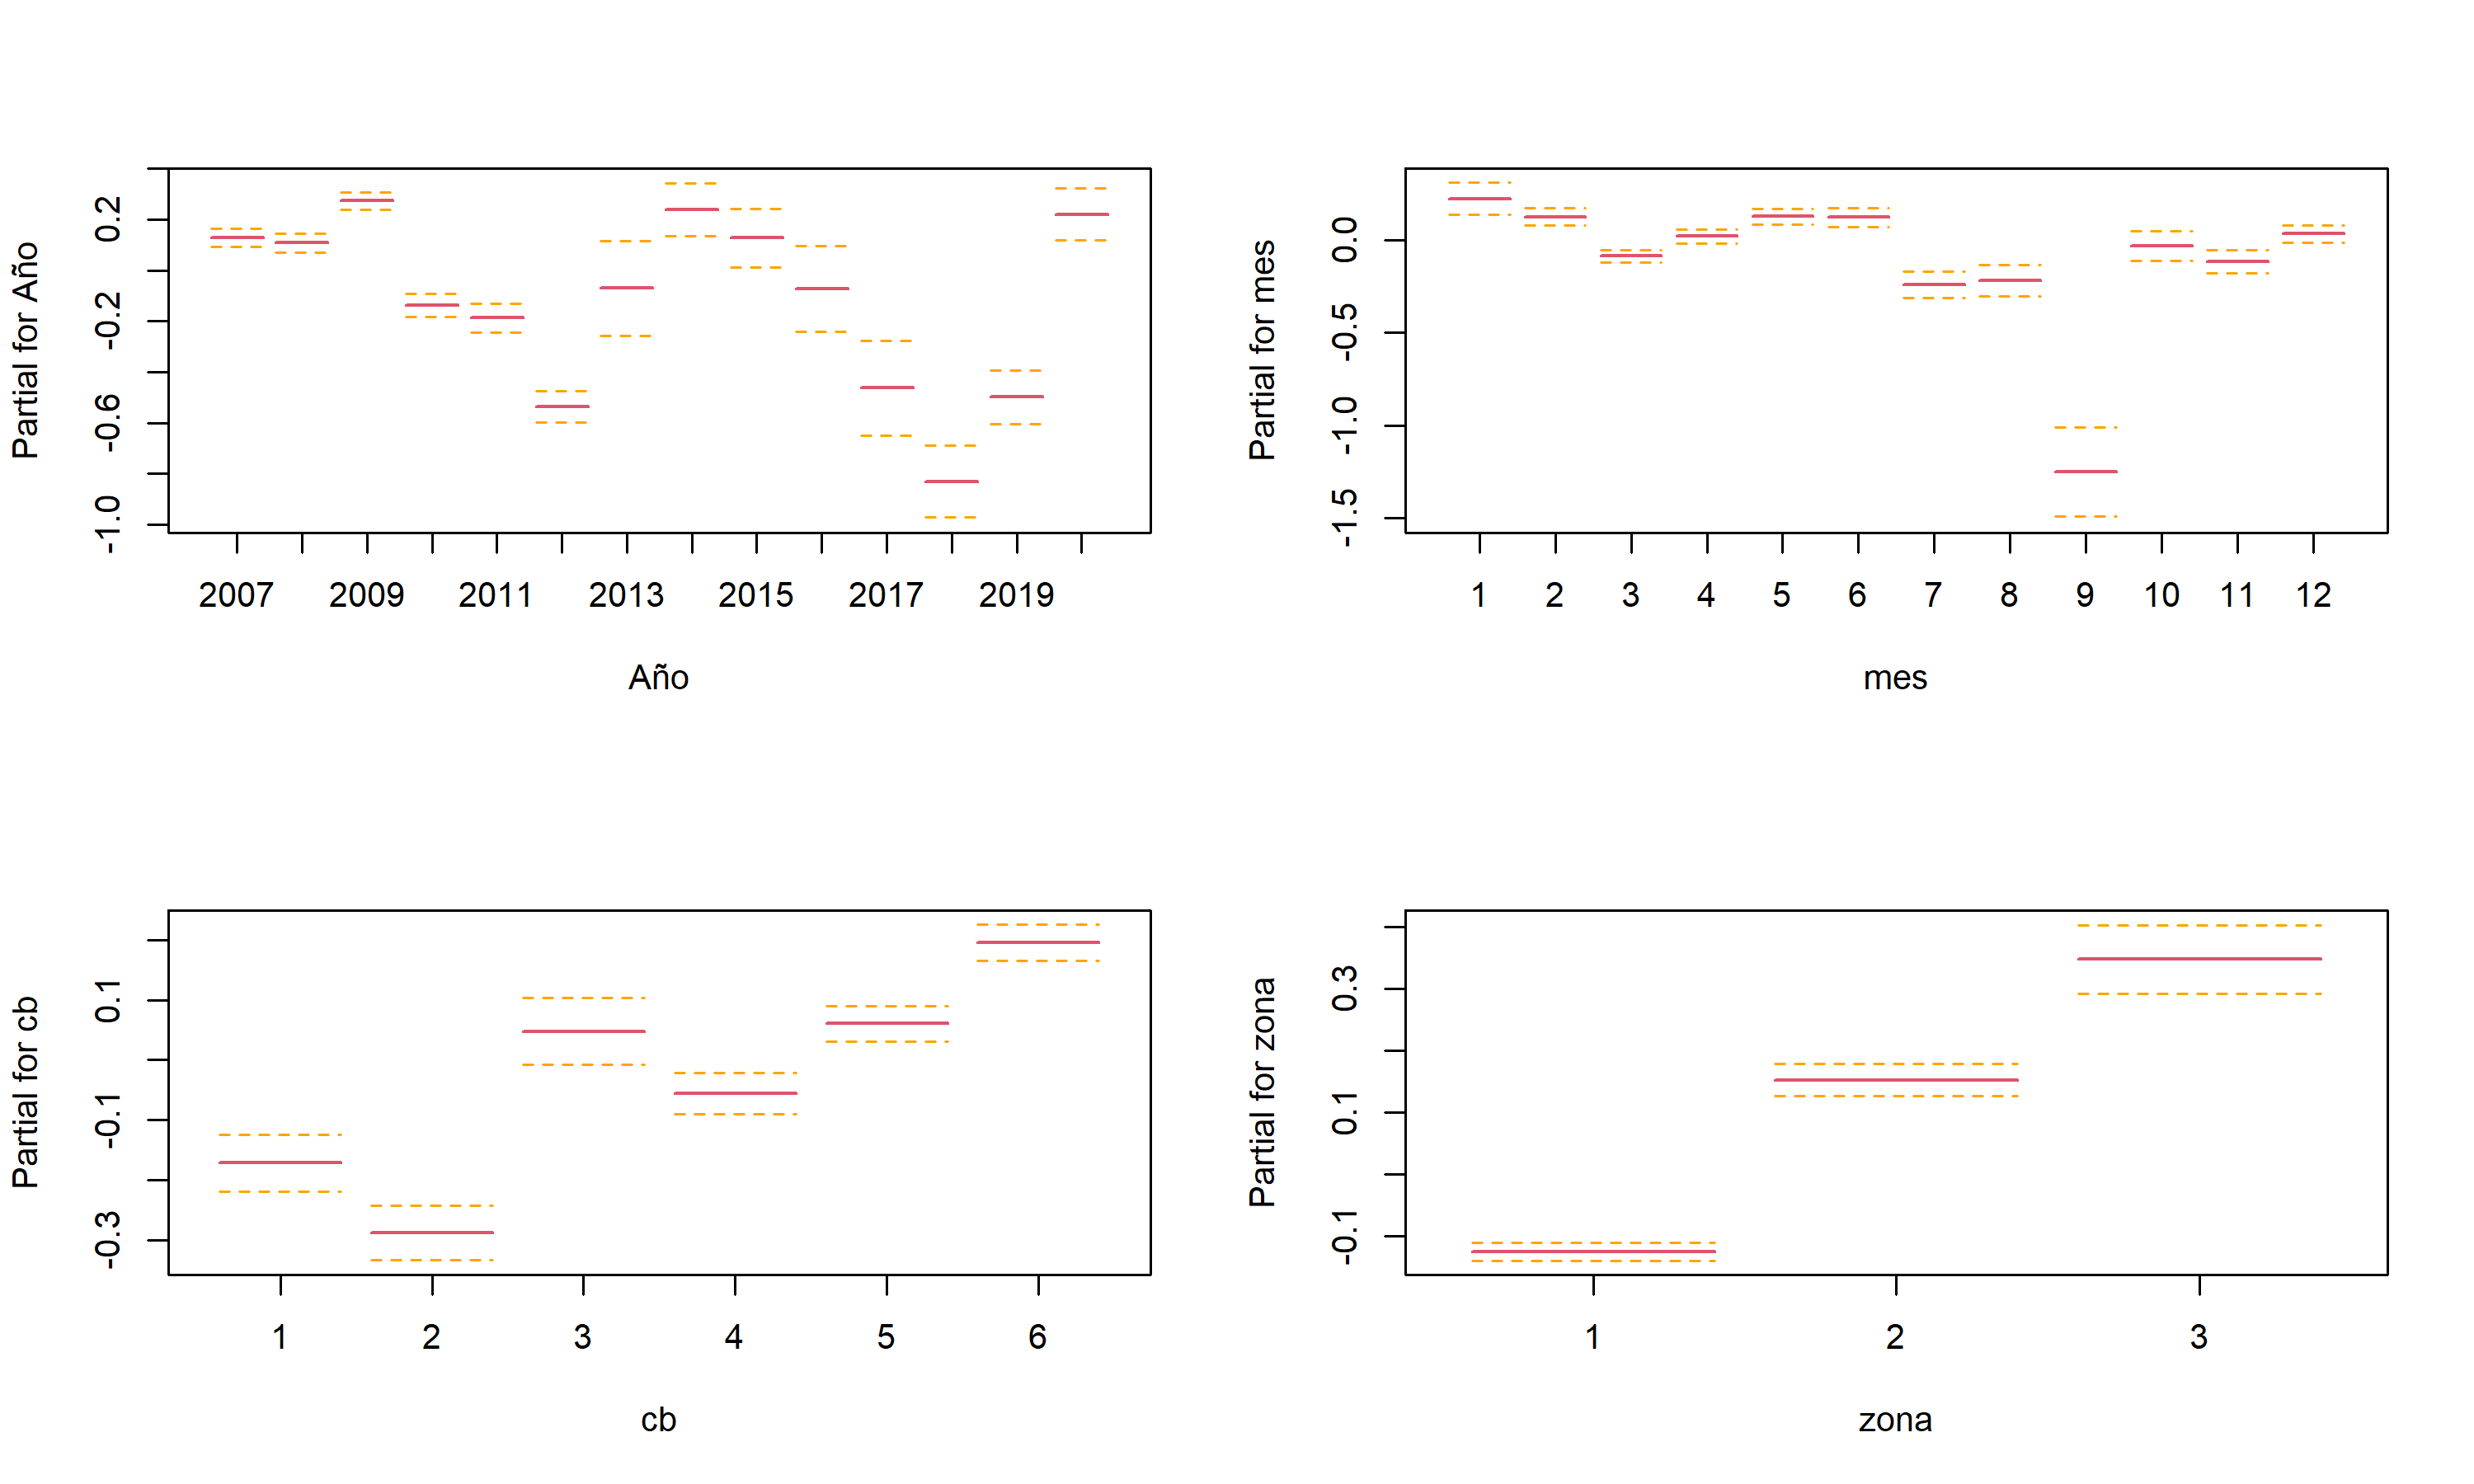 Partial for Año
0.2
-0.2
-0.6
-1.0
2007 2009 2011 2013 2015 2017 2019
Año
Partial for mes
0.0
-0.5
-1.0
-1.5
1 2 3 4 5 6 7 8 9 10 11 12
mes
Partial for cb
0.1
-0.1
-0.3
1 2 3 4 5 6
cb
Partial for zona
0.3
0.1
-0.1
1 2 3
zona